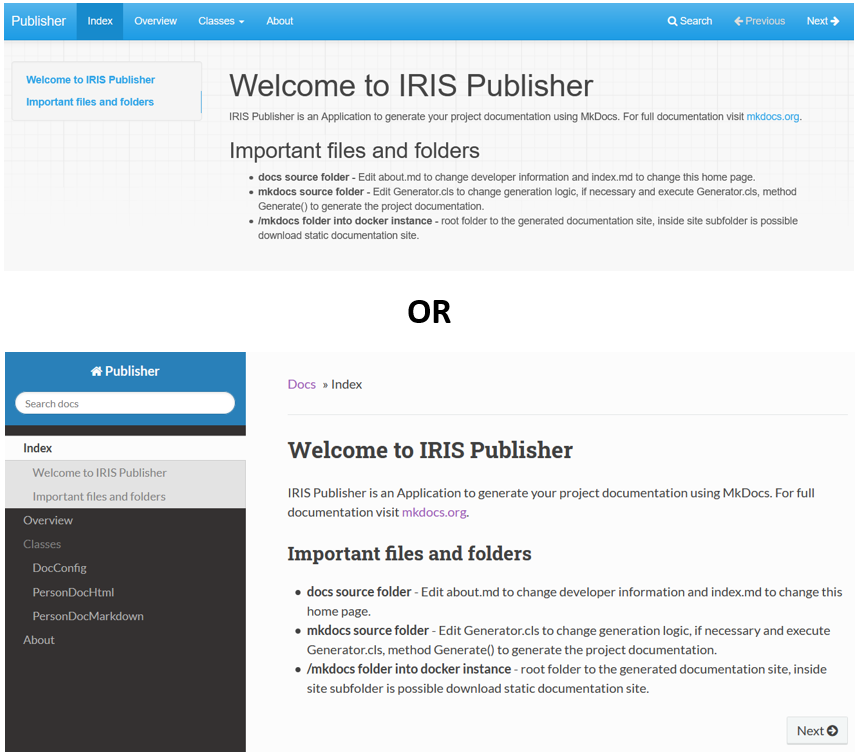 Publisher Index Overview Classes About Search Previous Next
Welcome to IRIS Publisher
Important files and folders
Welcome to IRIS Publisher
IRIS Publisher is an Application to generate your project documentation using MkDocs. For full documentation visit mkdocs.org.
Important files and folders
• docs source folder - Edit about.md to change developer information and index.md to change this home page.
• mkdocs source folder - Edit Generator.cls to change generation logic, if necessary and execute Generator.cls, method
Generate() to generate the project documentation.
• /mkdocs folder into docker instance - root folder to the generated documentation site, inside site subfolder is possible
download static documentation site.
OR
Publisher
Search docs
Index
Welcome to IRIS Publisher
Important files and folders
Overview
Classes
DocConfig
PersonDocHtml
PersonDocMarkdown
About
Docs » Index
Welcome to IRIS Publisher
IRIS Publisher is an Application to generate your project documentation using MkDocs. For full
documentation visit mkdocs.org.
Important files and folders
• docs source folder - Edit about.md to change developer information and index.md to change this
home page.
• mkdocs source folder - Edit Generator.cls to change generation logic, if necessary and execute
Generator.cls, method Generate() to generate the project documentation.
• /mkdocs folder into docker instance - root folder to the generated documentation site, inside
site subfolder is possible download static documentation site.
Next